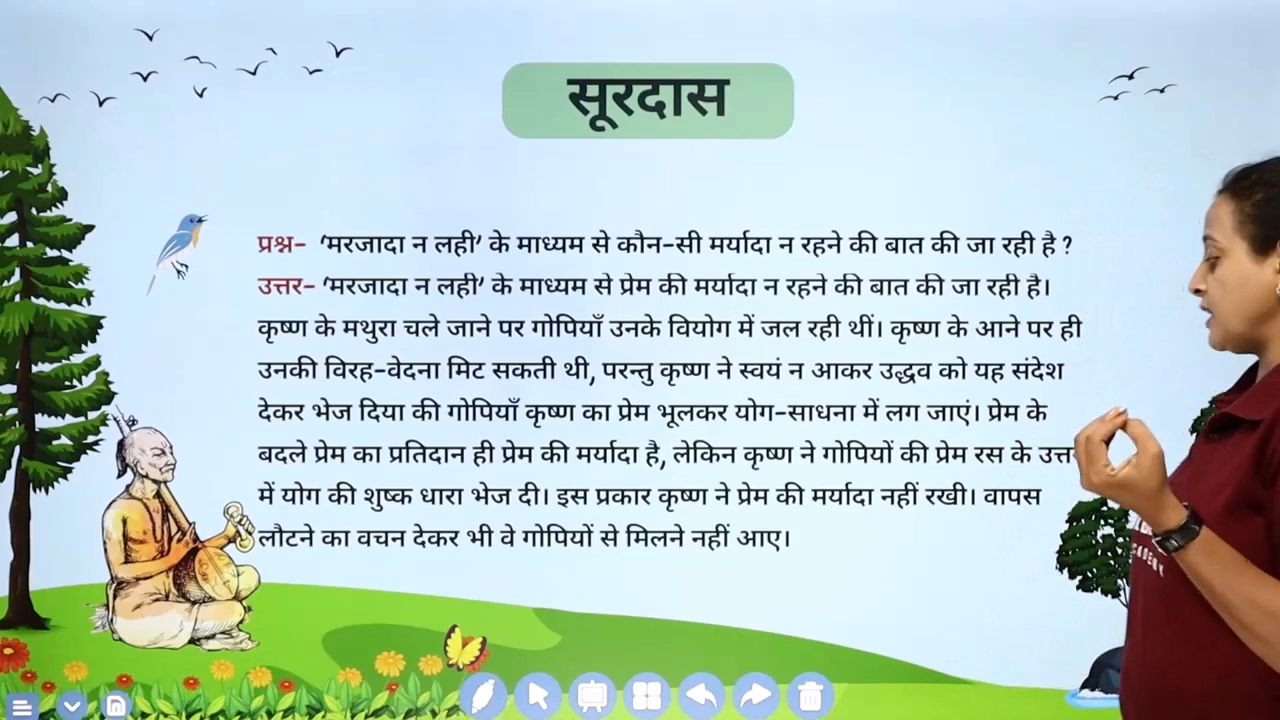 सूरदास
प्रश्न– 'मरजादा न लही' के माध्यम से कौन-सी मर्यादा न रहने की बात की जा रही है ?
उत्तर– 'मरजादा न लही' के माध्यम से प्रेम की मर्यादा न रहने की बात की जा रही है।
कृष्ण के मथुरा चले जाने पर गोपियाँ उनके वियोग में जल रही थीं। कृष्ण के आने पर ही
उनकी विरह-वेदना मिट सकती थी, परन्तु कृष्ण ने स्वयं न आकर उद्धव को यह संदेश
देकर भेज दिया की गोपियाँ कृष्ण का प्रेम भूलकर योग-साधना में लग जाएं। प्रेम के
बदले प्रेम का प्रतिदान ही प्रेम की मर्यादा है, लेकिन कृष्ण ने गोपियों की प्रेम रस के
में योग की शुष्क धारा भेज दी। इस प्रकार कृष्ण ने प्रेम की मर्यादा नहीं रखी। वापस
लौटने का वचन देकर भी वे गोपियों से मिलने नहीं आए।